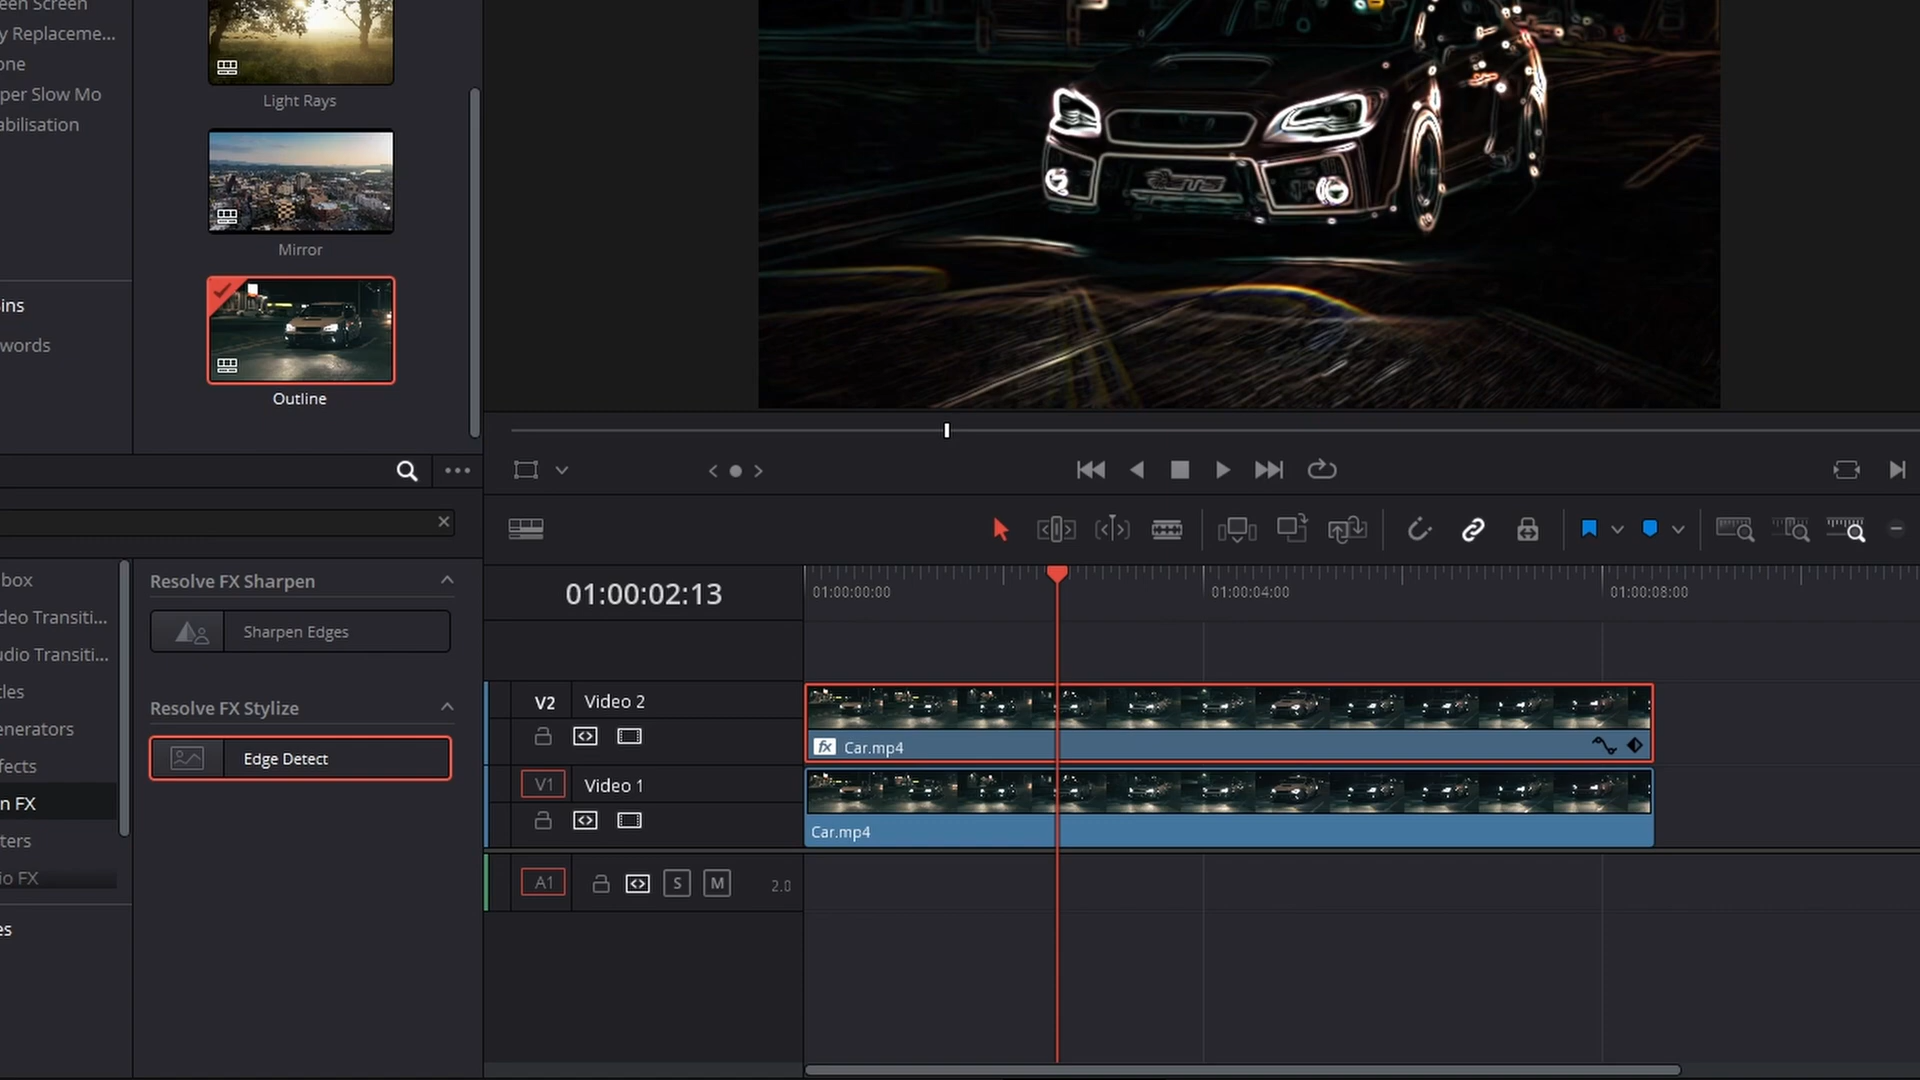 een Screen
y Replaceme...
one
per Slow Mo
abilisation
Light Rays
Mirror
ins
words
Outline
box
deo Transiti...
udio Transiti...
tles
enerators
fects
n FX
ters
io FX
es
Resolve FX Sharpen
Sharpen Edges
Resolve FX Stylize
Edge Detect
01:00:02:13
01:00:00:00
01:00:04:00
01:00:08:00
V2
Video 2
fx
Car.mp4
V1
Video 1
Car.mp4
A1
S
M
2.0